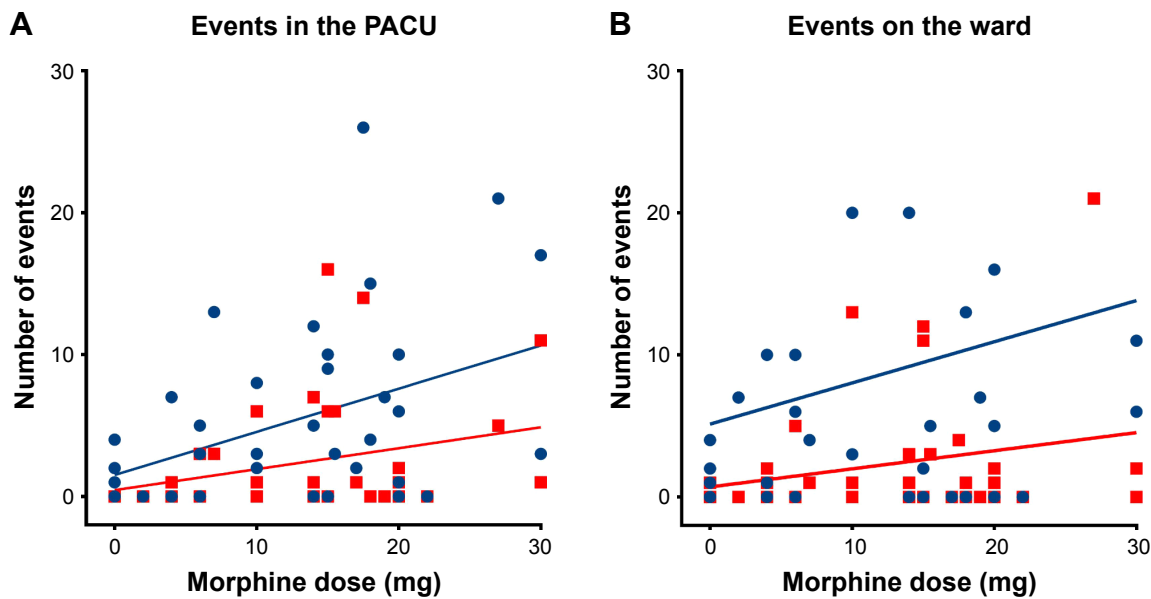 A
Events in the PACU
30
20
10
0
Number of events
0 10 20 30
Morphine dose (mg)
B
Events on the ward
30
20
10
0
Number of events
0 10 20 30
Morphine dose (mg)